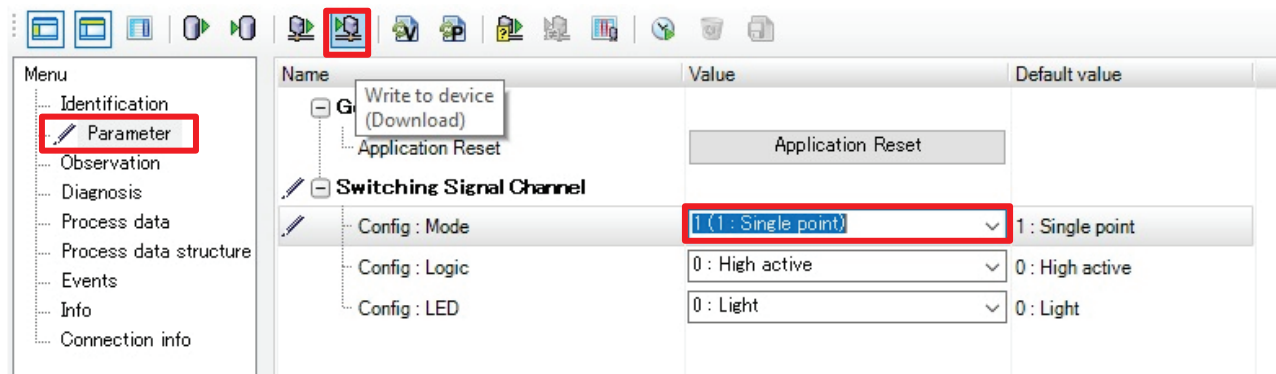 Menu
Identification
Parameter
Observation
Diagnosis
Process data
Process data structure
Events
Info
Connection info
Name Value Default value
Write to device
(Download)
Application Reset Application Reset
Switching Signal Channel
Config : Mode 1 (1 : Single point) 1 : Single point
Config : Logic 0 : High active 0 : High active
Config : LED 0 : Light 0 : Light